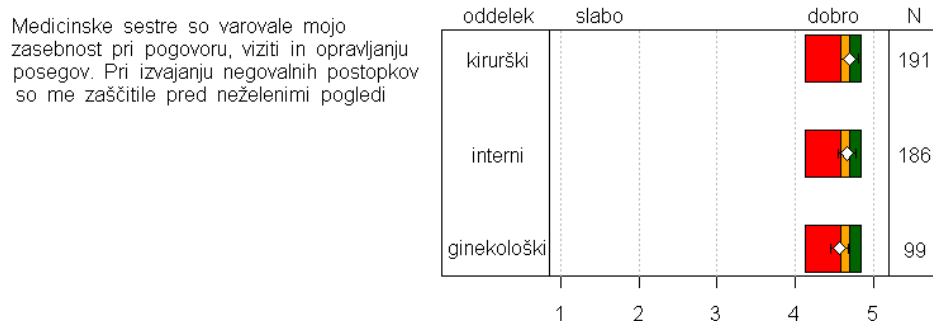 Medicinske sestre so varovale mojo
zasebnost pri pogovoru, viziti in opravljanju
posegov. Pri izvajanju negovalnih postopkov
so me zaščitile pred neželenimi pogledi
oddelek slabo dobro N
kirurški 191
interni 186
ginekološki 99
1 2 3 4 5